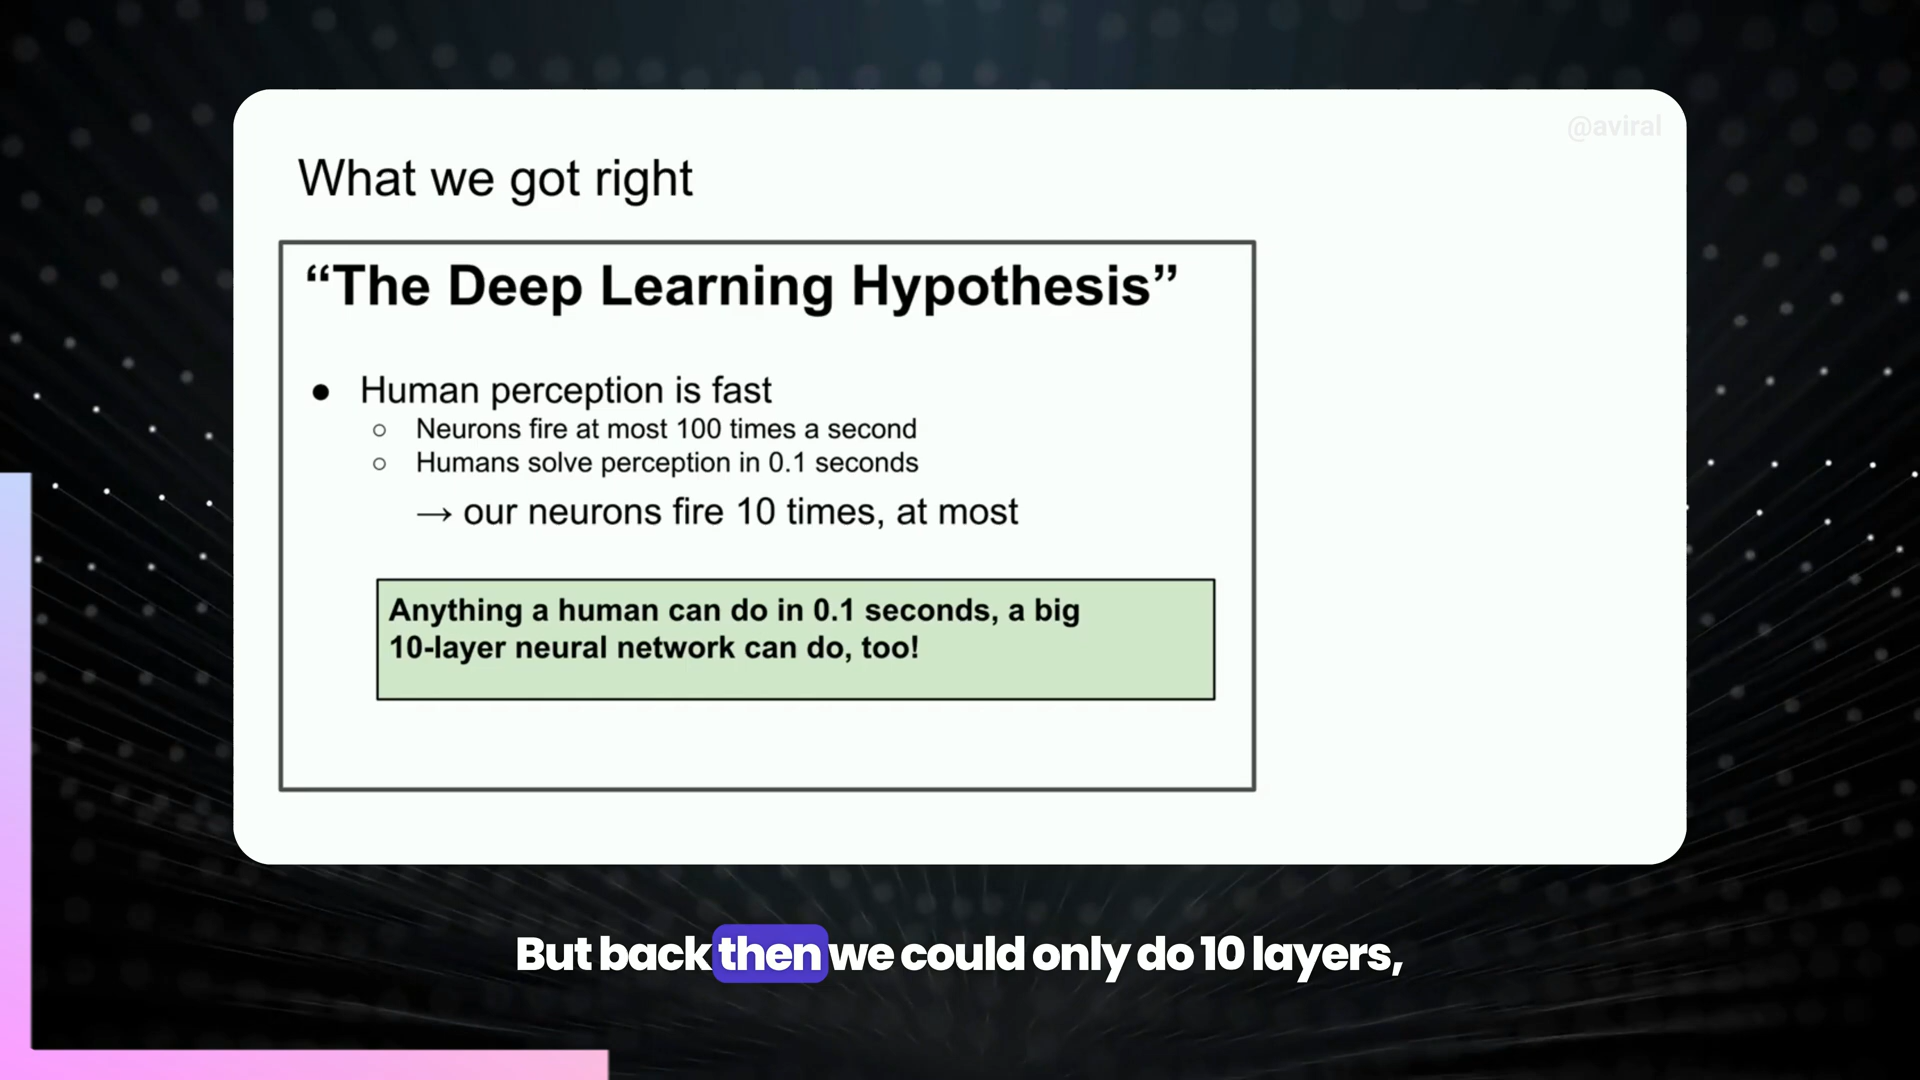 @aviral
What we got right
“The Deep Learning Hypothesis”
● Human perception is fast
○ Neurons fire at most 100 times a second
○ Humans solve perception in 0.1 seconds
→ our neurons fire 10 times, at most
Anything a human can do in 0.1 seconds, a big
10-layer neural network can do, too!
But back then we could only do 10 layers,